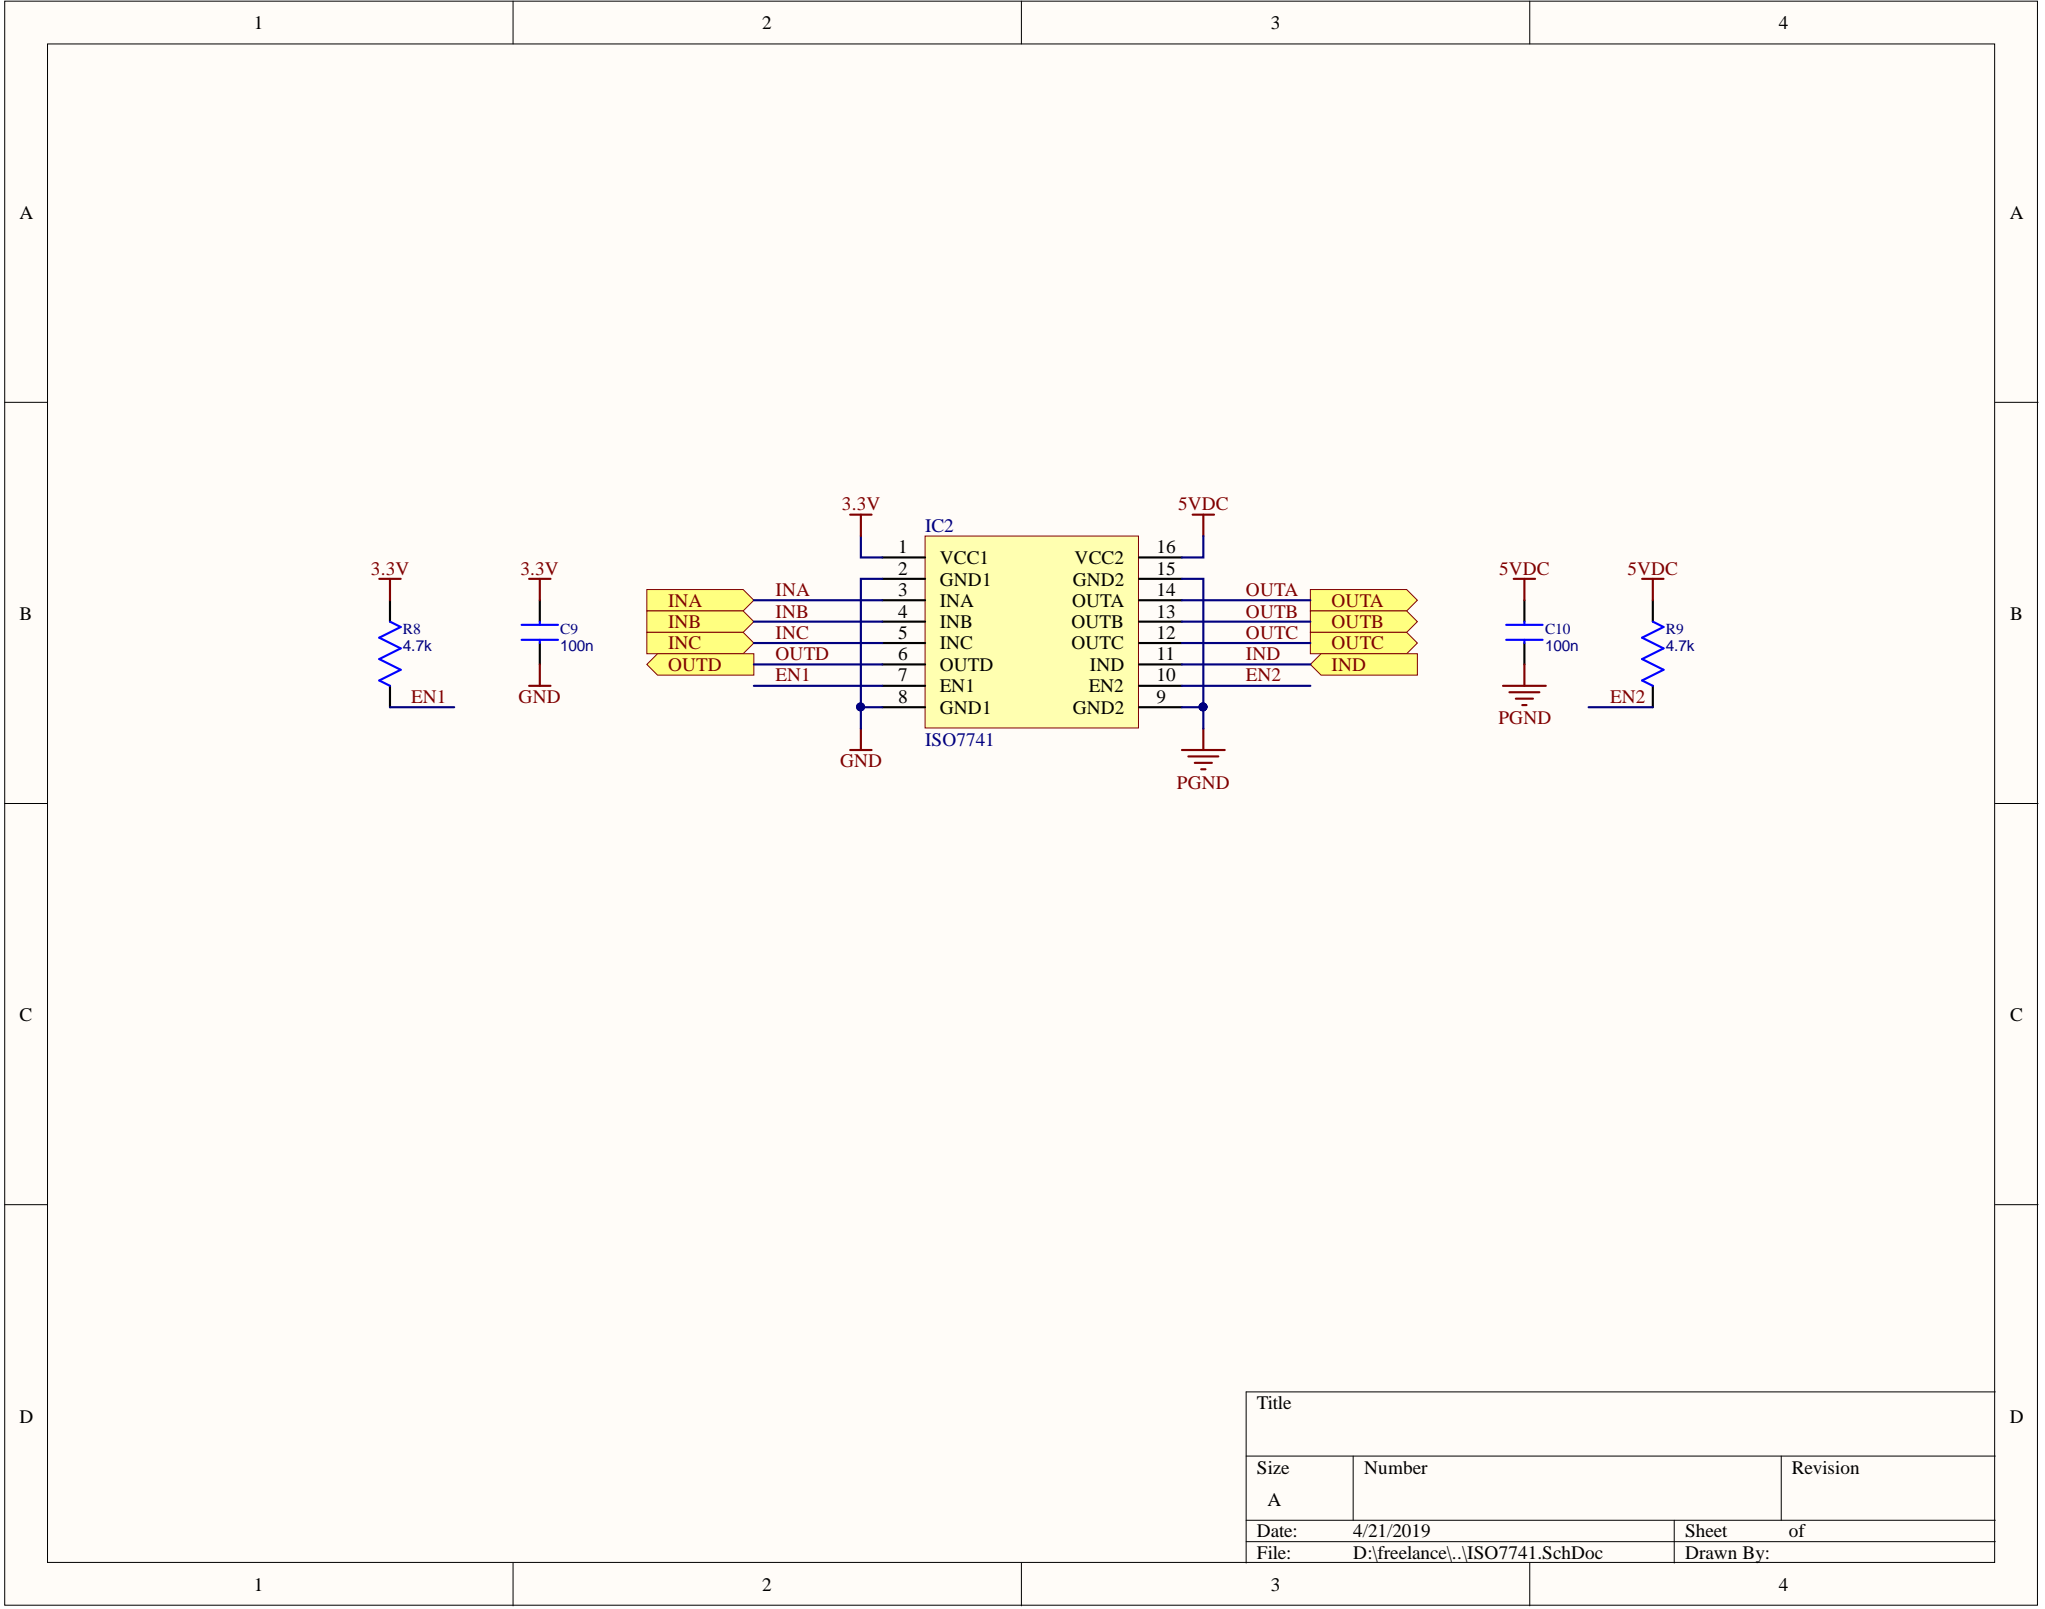 1 2 3 4
A A
3.3V 5VDC
IC2
1 VCC1 VCC2 16
3.3V 3.3V 2 GND1 GND2 15 5VDC 5VDC
INA INA 3 INA OUTA 14 OUTA OUTA
INB INB 4 INB OUTB 13 OUTB OUTB
B B
R8 C9 C10 R9
4.7k 100n 100n 4.7k
INC INC 5 INC OUTC 12 OUTC OUTC
OUTD OUTD 6 OUTD IND 11 IND IND
EN1 7 EN1 EN2 10 EN2
EN1 GND 8 GND1 GND2 9 EN2
PGND
ISO7741
GND
PGND
C C
Title
D D
Size Number Revision
A
Date: 4/21/2019 Sheet of
File: D:\freelance\..\ISO7741.SchDoc Drawn By:
1 2 3 4